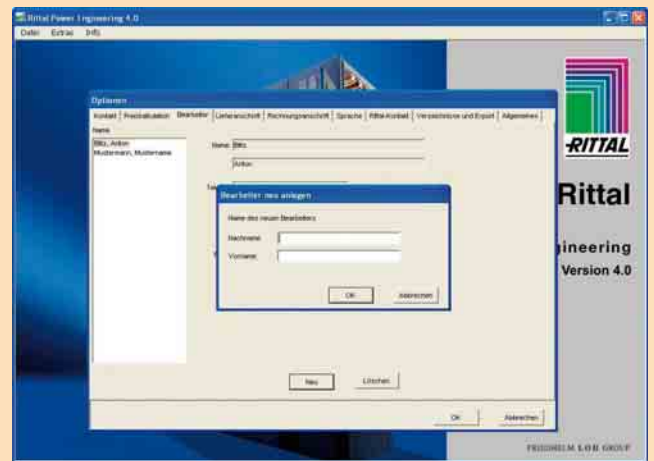 Rittal Power Engineering 4.0
Datei Extras Info
RITTAL
Rittal
gineering
Version 4.0
Optionen
Kontakt Preiskalkulation Bearbeiter Lieferanschrift Rechnungsanschrift Sprache Rittal-Kontakt Verzeichnisse und Export Allgemeines
Name
Blitz, Anton
Mustermann, Mustername
Name Blitz
Anton
Bearbeiter neu anlegen
Name des neuen Bearbeiters
Nachname
Vorname
OK Abbrechen
Neu Löschen
OK Abbrechen
FRIEDHELM LOH GROUP